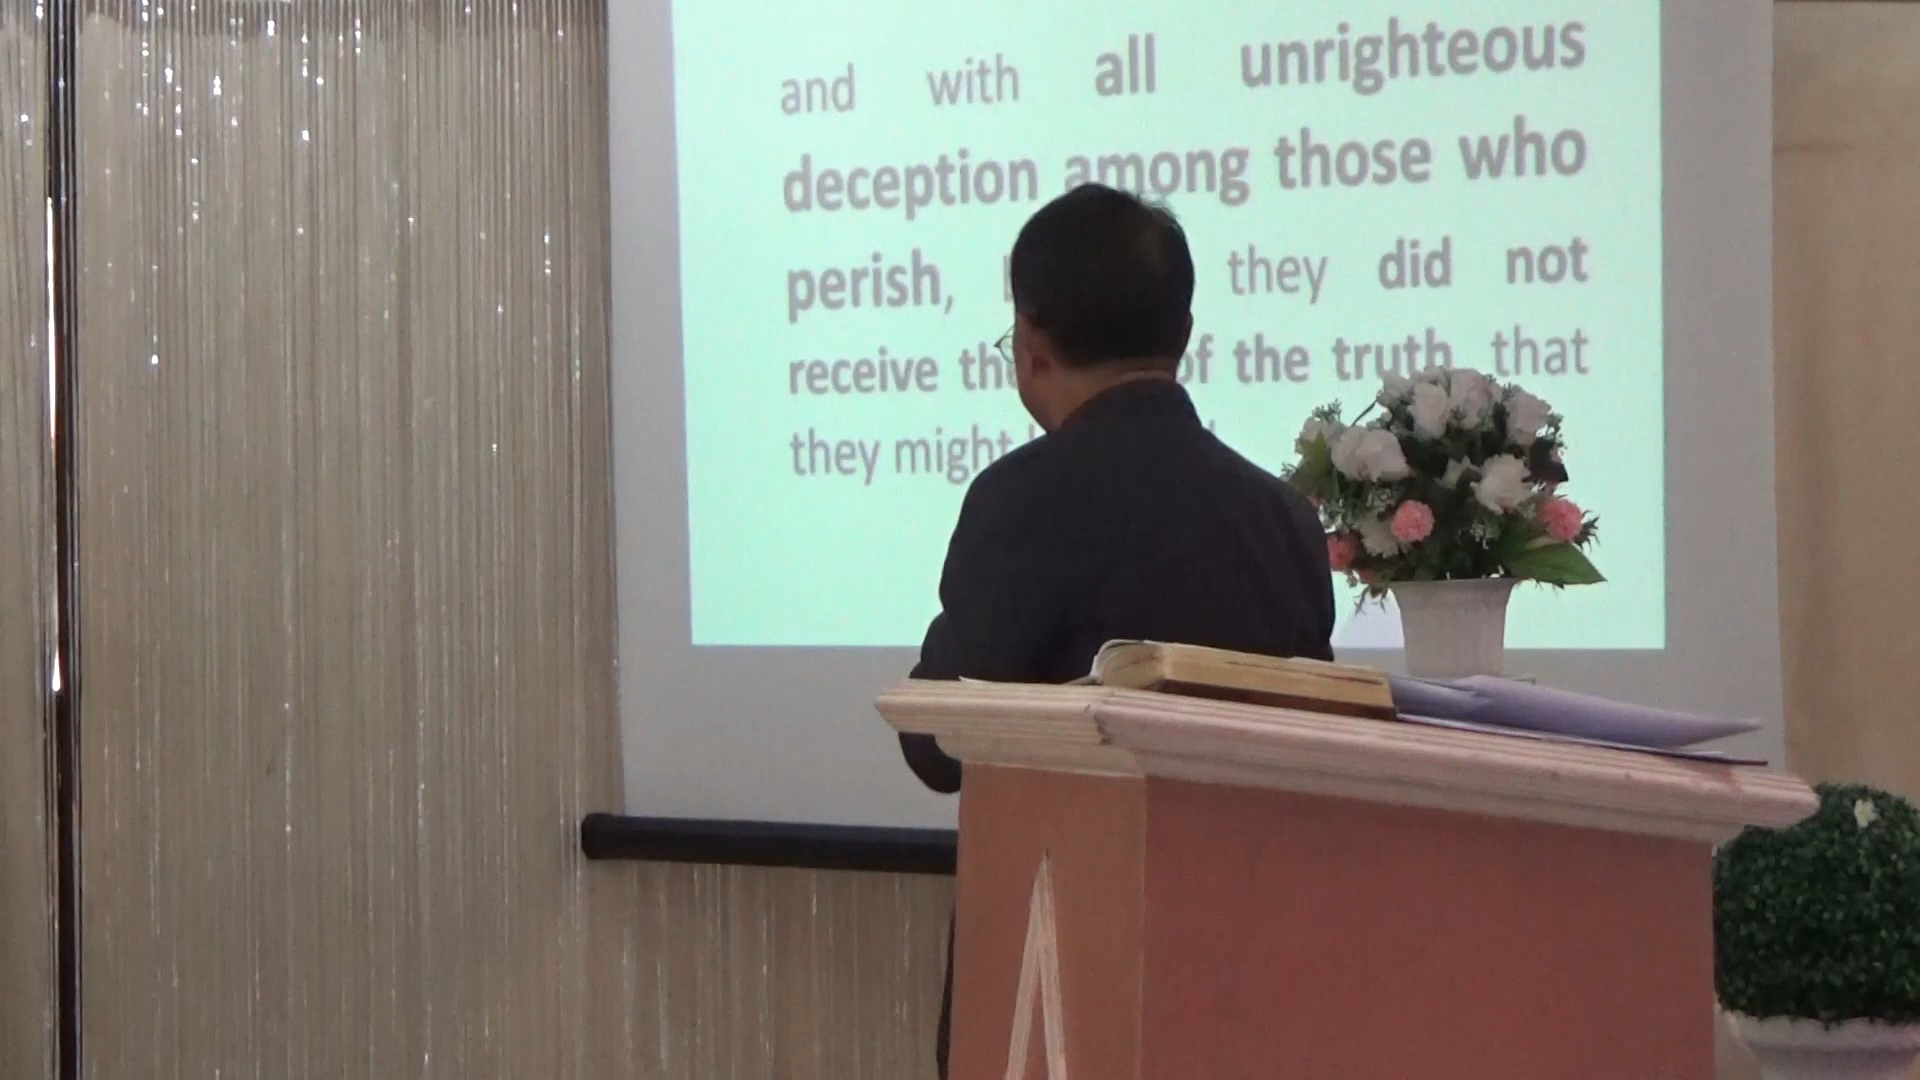 and with all unrighteous
deception among those who
perish, they did not
receive of the truth that
they might